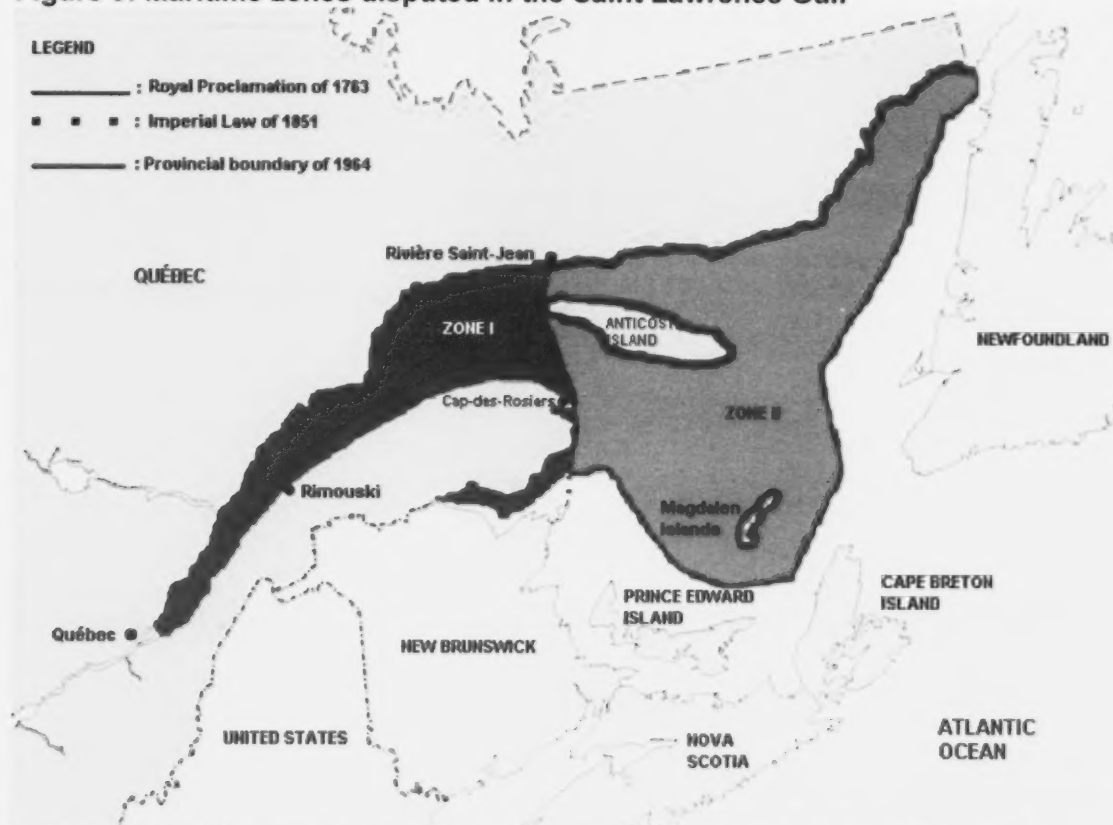 Figure 3: Maritime zones disputed in the Saint Lawrence Gulf
LEGEND
: Royal Proclamation of 1763
: Imperial Law of 1851
: Provincial boundary of 1964
Rivière Saint-Jean
QUÉBEC
ZONE I
ANTICOSTI
ISLAND
NEWFOUNDLAND
Cap-des-Rosiers
ZONE II
Rimouski
Magdalen
Islands
CAPE BRETON
ISLAND
PRINCE EDWARD
ISLAND
Québec
NEW BRUNSWICK
UNITED STATES
NOVA
SCOTIA
ATLANTIC
OCEAN